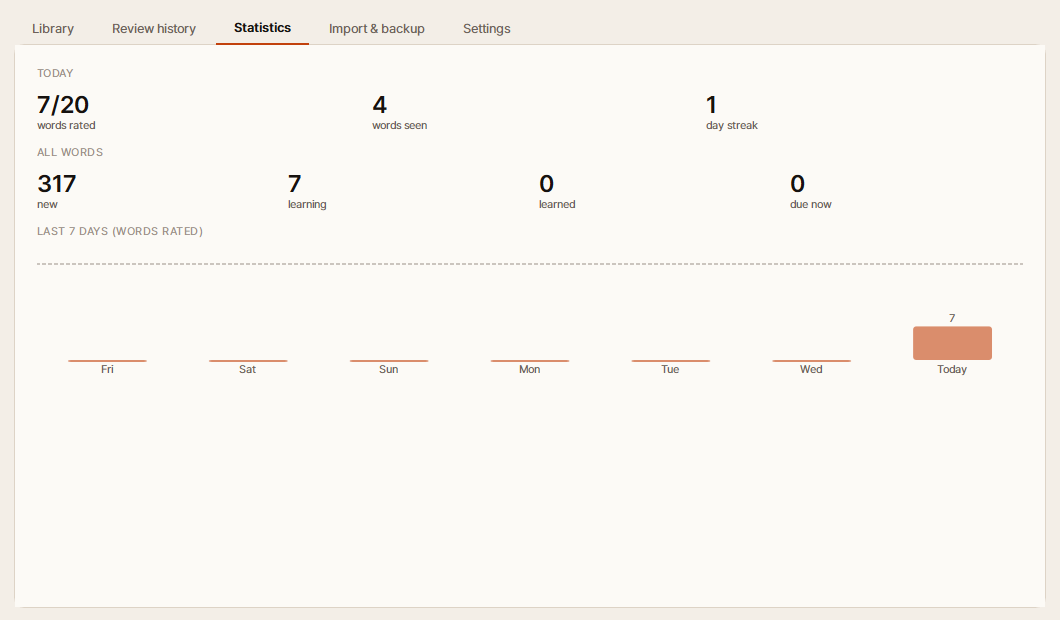 Library Review history Statistics Import & backup Settings
TODAY
7/20 4 1
words rated words seen day streak
ALL WORDS
317 7 0 0
new learning learned due now
LAST 7 DAYS (WORDS RATED)
7
Fri Sat Sun Mon Tue Wed Today